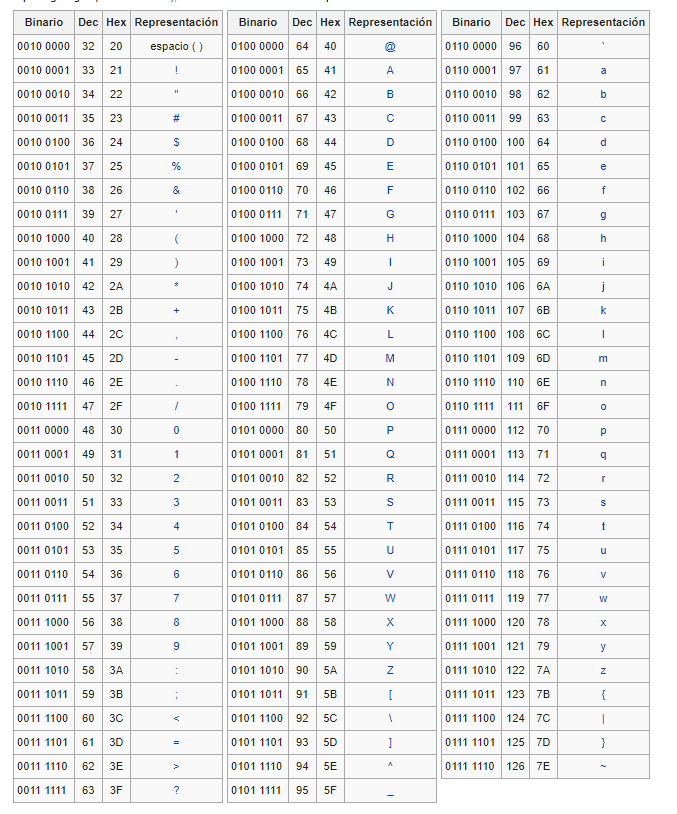 Binario Dec Hex Representación Binario Dec Hex Representación Binario Dec Hex Representación
0010 0000 32 20 espacio ( ) 0100 0000 64 40 @ 0110 0000 96 60 `
0010 0001 33 21 ! 0100 0001 65 41 A 0110 0001 97 61 a
0010 0010 34 22 " 0100 0010 66 42 B 0110 0010 98 62 b
0010 0011 35 23 # 0100 0011 67 43 C 0110 0011 99 63 c
0010 0100 36 24 $ 0100 0100 68 44 D 0110 0100 100 64 d
0010 0101 37 25 % 0100 0101 69 45 E 0110 0101 101 65 e
0010 0110 38 26 & 0100 0110 70 46 F 0110 0110 102 66 f
0010 0111 39 27 ' 0100 0111 71 47 G 0110 0111 103 67 g
0010 1000 40 28 ( 0100 1000 72 48 H 0110 1000 104 68 h
0010 1001 41 29 ) 0100 1001 73 49 I 0110 1001 105 69 i
0010 1010 42 2A * 0100 1010 74 4A J 0110 1010 106 6A j
0010 1011 43 2B + 0100 1011 75 4B K 0110 1011 107 6B k
0010 1100 44 2C , 0100 1100 76 4C L 0110 1100 108 6C l
0010 1101 45 2D - 0100 1101 77 4D M 0110 1101 109 6D m
0010 1110 46 2E . 0100 1110 78 4E N 0110 1110 110 6E n
0010 1111 47 2F / 0100 1111 79 4F O 0110 1111 111 6F o
0011 0000 48 30 0 0101 0000 80 50 P 0111 0000 112 70 p
0011 0001 49 31 1 0101 0001 81 51 Q 0111 0001 113 71 q
0011 0010 50 32 2 0101 0010 82 52 R 0111 0010 114 72 r
0011 0011 51 33 3 0101 0011 83 53 S 0111 0011 115 73 s
0011 0100 52 34 4 0101 0100 84 54 T 0111 0100 116 74 t
0011 0101 53 35 5 0101 0101 85 55 U 0111 0101 117 75 u
0011 0110 54 36 6 0101 0110 86 56 V 0111 0110 118 76 v
0011 0111 55 37 7 0101 0111 87 57 W 0111 0111 119 77 w
0011 1000 56 38 8 0101 1000 88 58 X 0111 1000 120 78 x
0011 1001 57 39 9 0101 1001 89 59 Y 0111 1001 121 79 y
0011 1010 58 3A : 0101 1010 90 5A Z 0111 1010 122 7A z
0011 1011 59 3B ; 0101 1011 91 5B [ 0111 1011 123 7B {
0011 1100 60 3C < 0101 1100 92 5C \ 0111 1100 124 7C |
0011 1101 61 3D = 0101 1101 93 5D ] 0111 1101 125 7D }
0011 1110 62 3E > 0101 1110 94 5E ^ 0111 1110 126 7E ~
0011 1111 63 3F ? 0101 1111 95 5F _